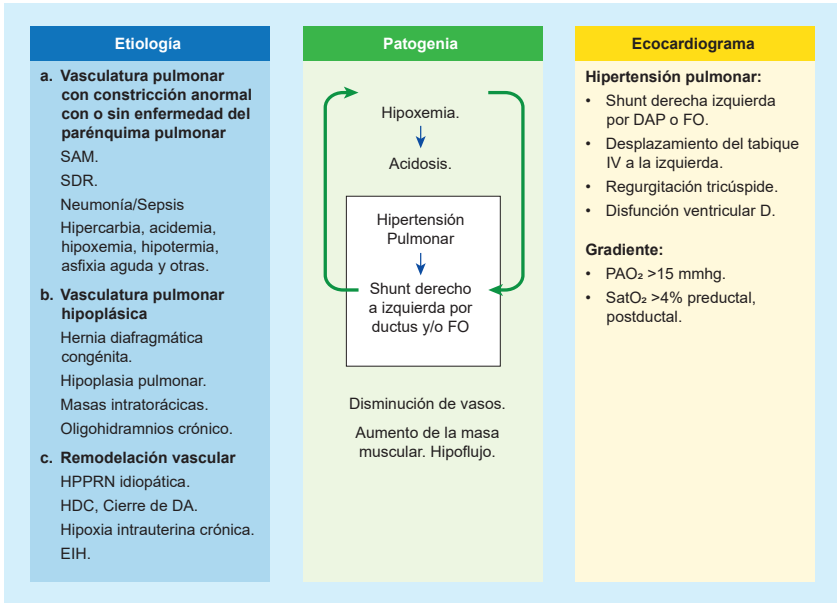 Etiología
a. Vasculatura pulmonar
con constricción anormal
con o sin enfermedad del
parénquima pulmonar
SAM.
SDR.
Neumonía/Sepsis
Hipercarbia, acidemia,
hipoxemia, hipotermia,
asfixia aguda y otras.
b. Vasculatura pulmonar
hipoplásica
Hernia diafragmática
congénita.
Hipoplasia pulmonar.
Masas intratorácicas.
Oligohidramnios crónico.
c. Remodelación vascular
HPPRN idiopática.
HDC, Cierre de DA.
Hipoxia intrauterina crónica.
EIH.
Patogenia
Hipoxemia.
Acidosis.
Hipertensión
Pulmonar
Shunt derecho
a izquierda por
ductus y/o FO
Disminución de vasos.
Aumento de la masa
muscular. Hipoflujo.
Ecocardiograma
Hipertensión pulmonar:
• Shunt derecha izquierda
por DAP o FO.
• Desplazamiento del tabique
IV a la izquierda.
• Regurgitación tricúspide.
• Disfunción ventricular D.
Gradiente:
• PAO₂ >15 mmhg.
• SatO₂ >4% preductal,
postductal.